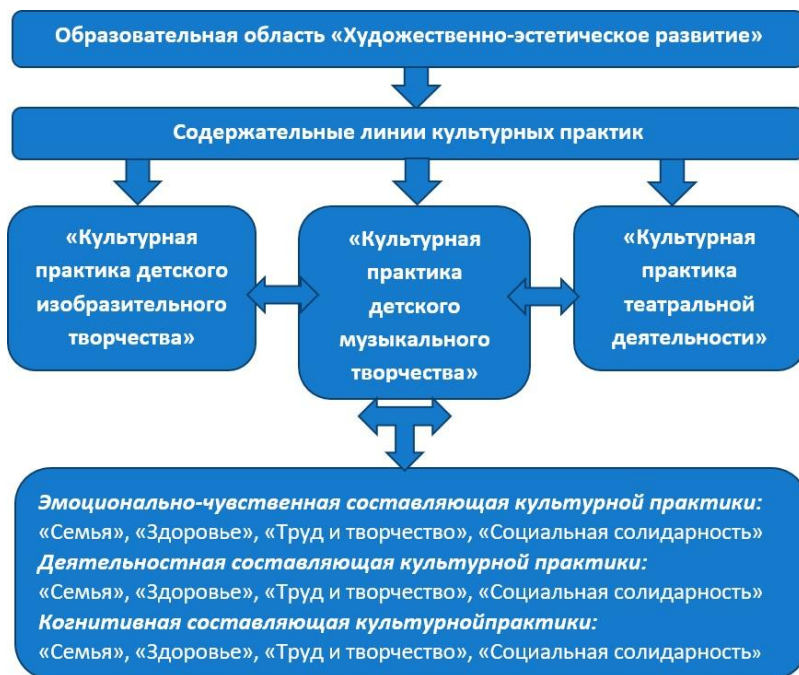 Образовательная область «Художественно-эстетическое развитие»
Содержательные линии культурных практик
«Культурная
практика детского
изобразительного
творчества»
«Культурная
практика
детского
музыкального
творчества»
«Культурная
практика
театральной
деятельности»
Эмоционально-чувственная составляющая культурной практики:
«Семья», «Здоровье», «Труд и творчество», «Социальная солидарность»
Деятельностная составляющая культурной практики:
«Семья», «Здоровье», «Труд и творчество», «Социальная солидарность»
Когнитивная составляющая культурнойпрактики:
«Семья», «Здоровье», «Труд и творчество», «Социальная солидарность»